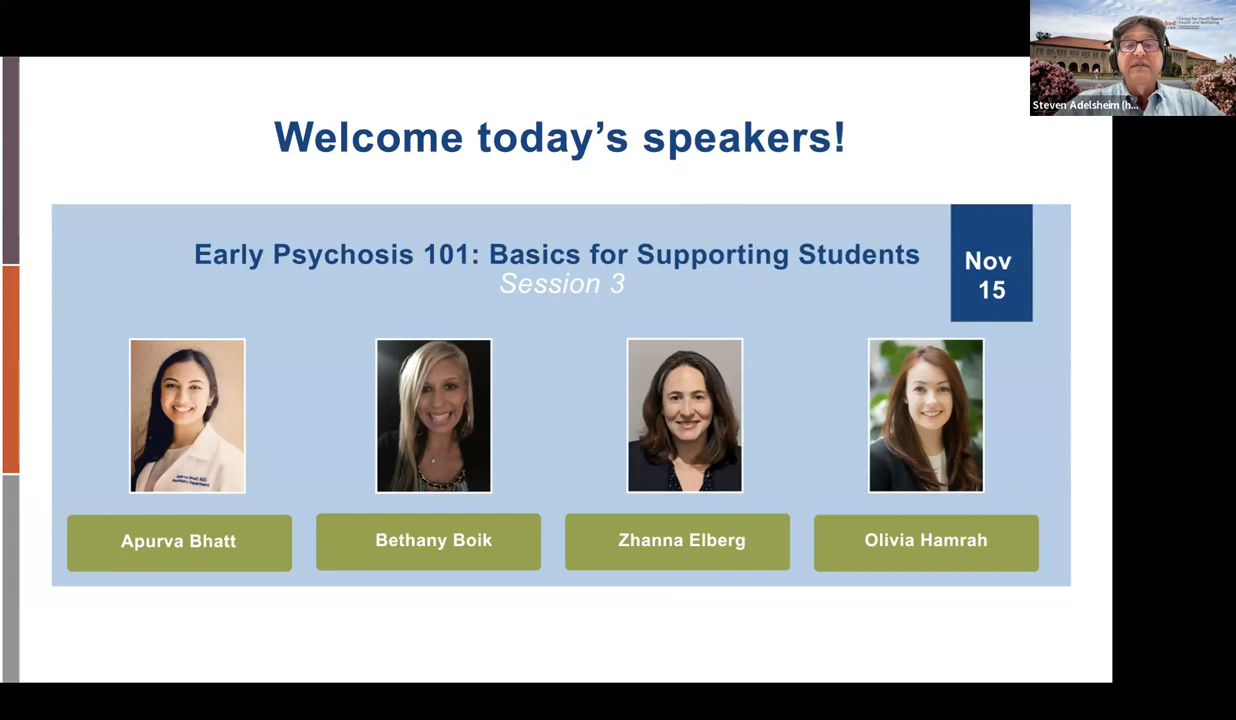 Welcome today’s speakers!
Early Psychosis 101: Basics for Supporting Students
Session 3
Nov
15
Apurva Bhatt
Bethany Boik
Zhanna Elberg
Olivia Hamrah
Steven Adelsheim (h...